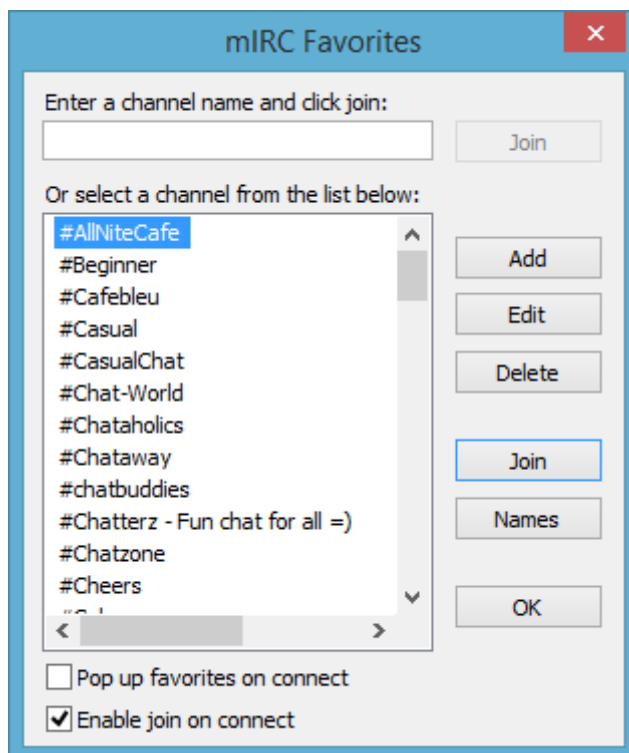 mIRC Favorites
Enter a channel name and click join:
Join
Or select a channel from the list below:
#AllNiteCafe
#Beginner
#Cafebleu
#Casual
#CasualChat
#Chat-World
#Chataholics
#Chataway
#chatbuddies
#Chatterz - Fun chat for all =)
#Chatzone
#Cheers
Add
Edit
Delete
Join
Names
OK
Pop up favorites on connect
Enable join on connect